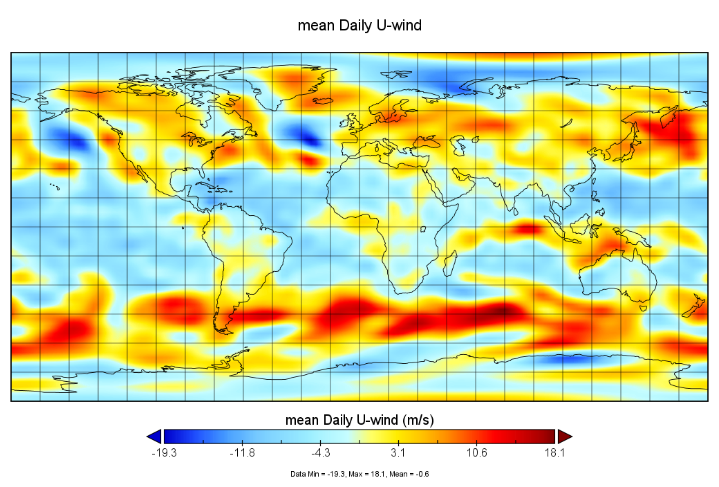 mean Daily U-wind
mean Daily U-wind (m/s)
-19.3 -11.8 -4.3 3.1 10.6 18.1
Data Min = -19.3, Max = 18.1, Mean = -0.6